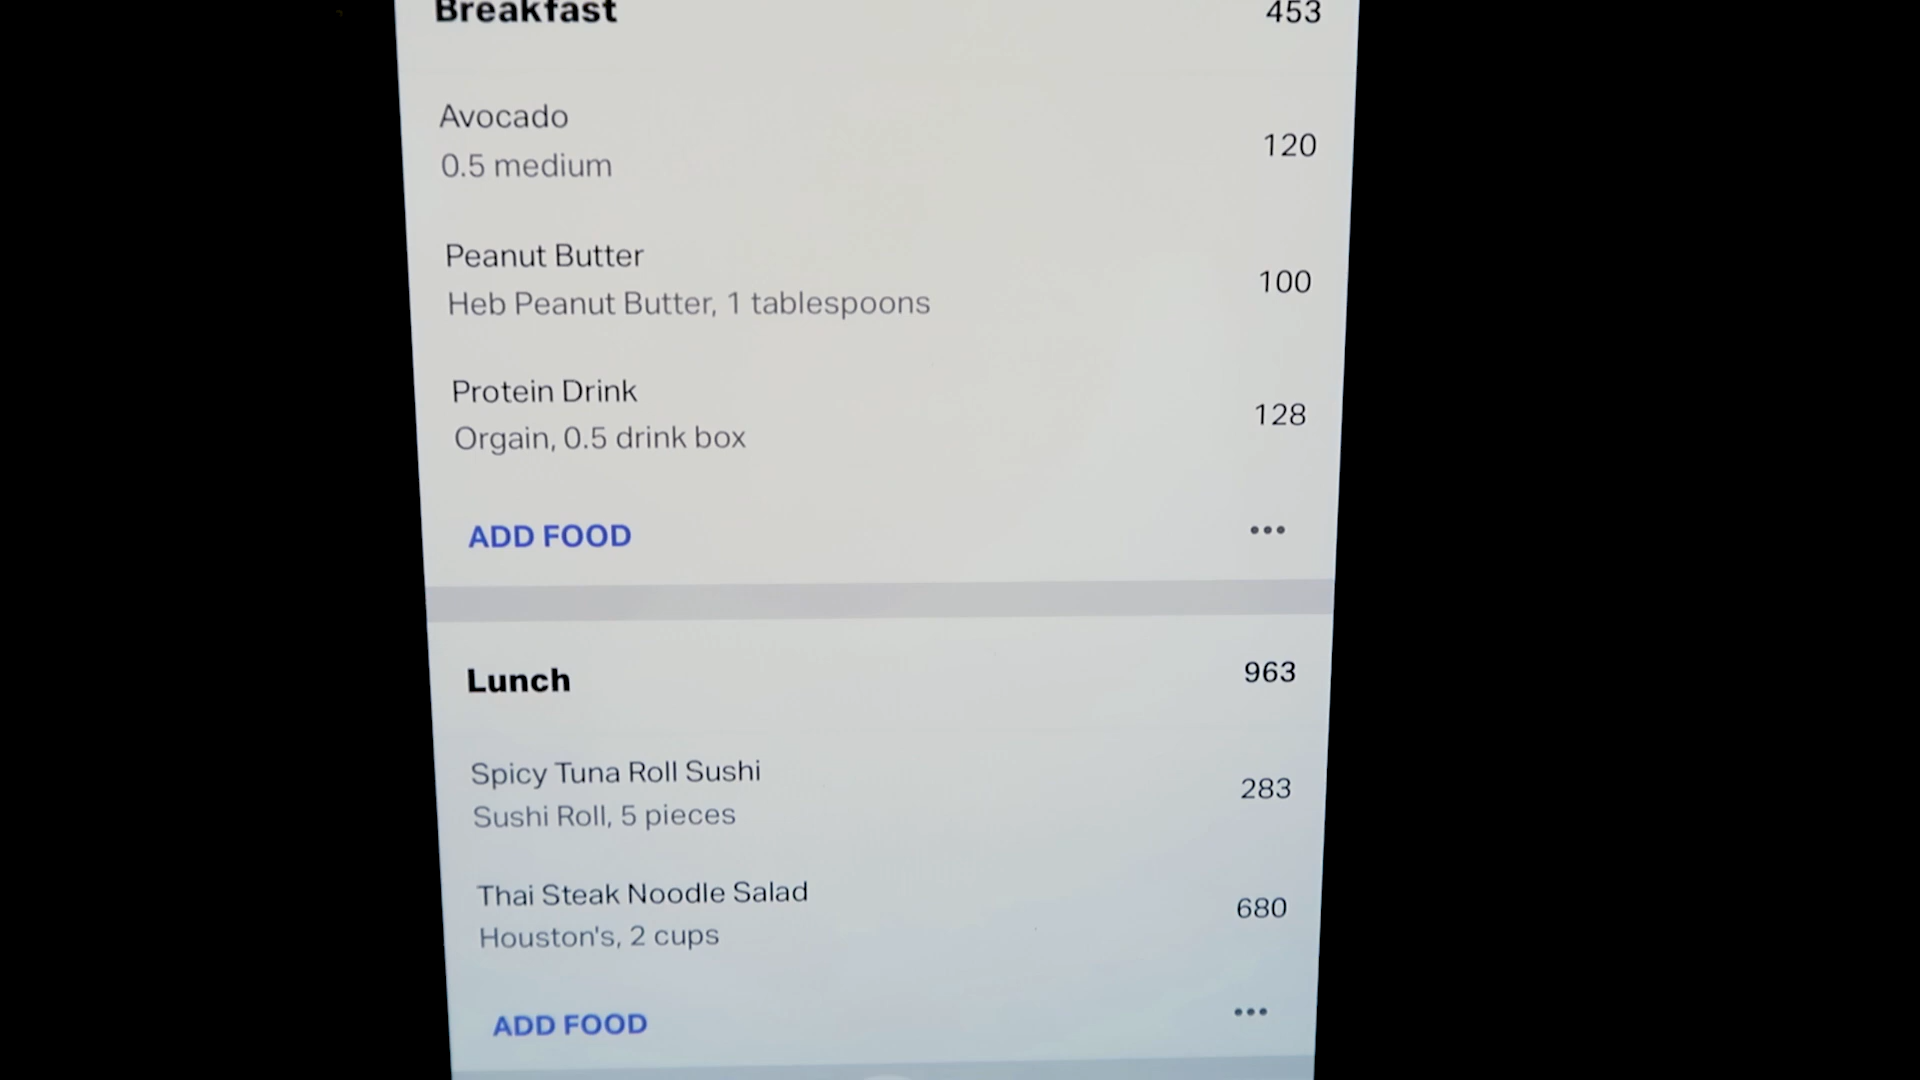 Breakfast 453
Avocado
0.5 medium
120
Peanut Butter
Heb Peanut Butter, 1 tablespoons
100
Protein Drink
Orgain, 0.5 drink box
128
ADD FOOD
Lunch 963
Spicy Tuna Roll Sushi
Sushi Roll, 5 pieces
283
Thai Steak Noodle Salad
Houston's, 2 cups
680
ADD FOOD